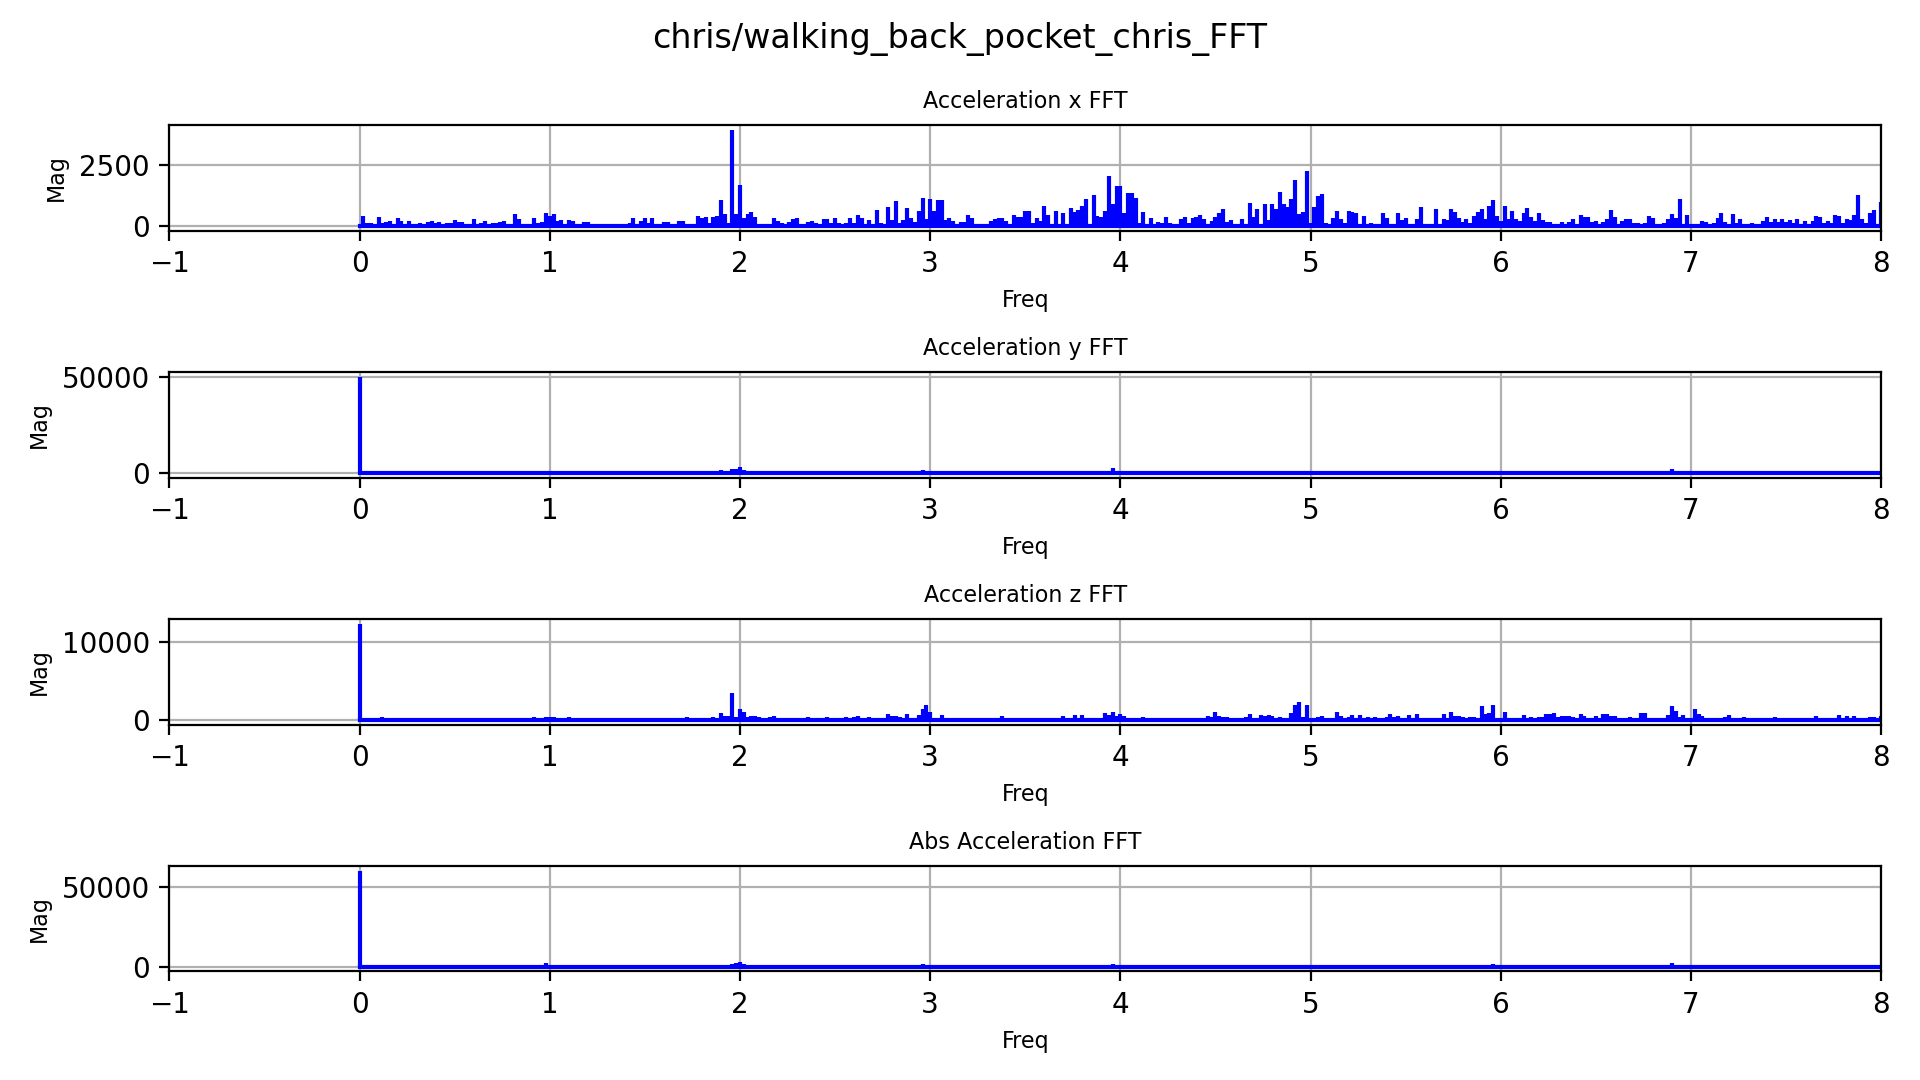 chris/walking_back_pocket_chris_FFT
Acceleration x FFT
Mag
2500
0
−1 0 1 2 3 4 5 6 7 8
Freq
Acceleration y FFT
Mag
50000
0
−1 0 1 2 3 4 5 6 7 8
Freq
Acceleration z FFT
Mag
10000
0
−1 0 1 2 3 4 5 6 7 8
Freq
Abs Acceleration FFT
Mag
50000
0
−1 0 1 2 3 4 5 6 7 8
Freq